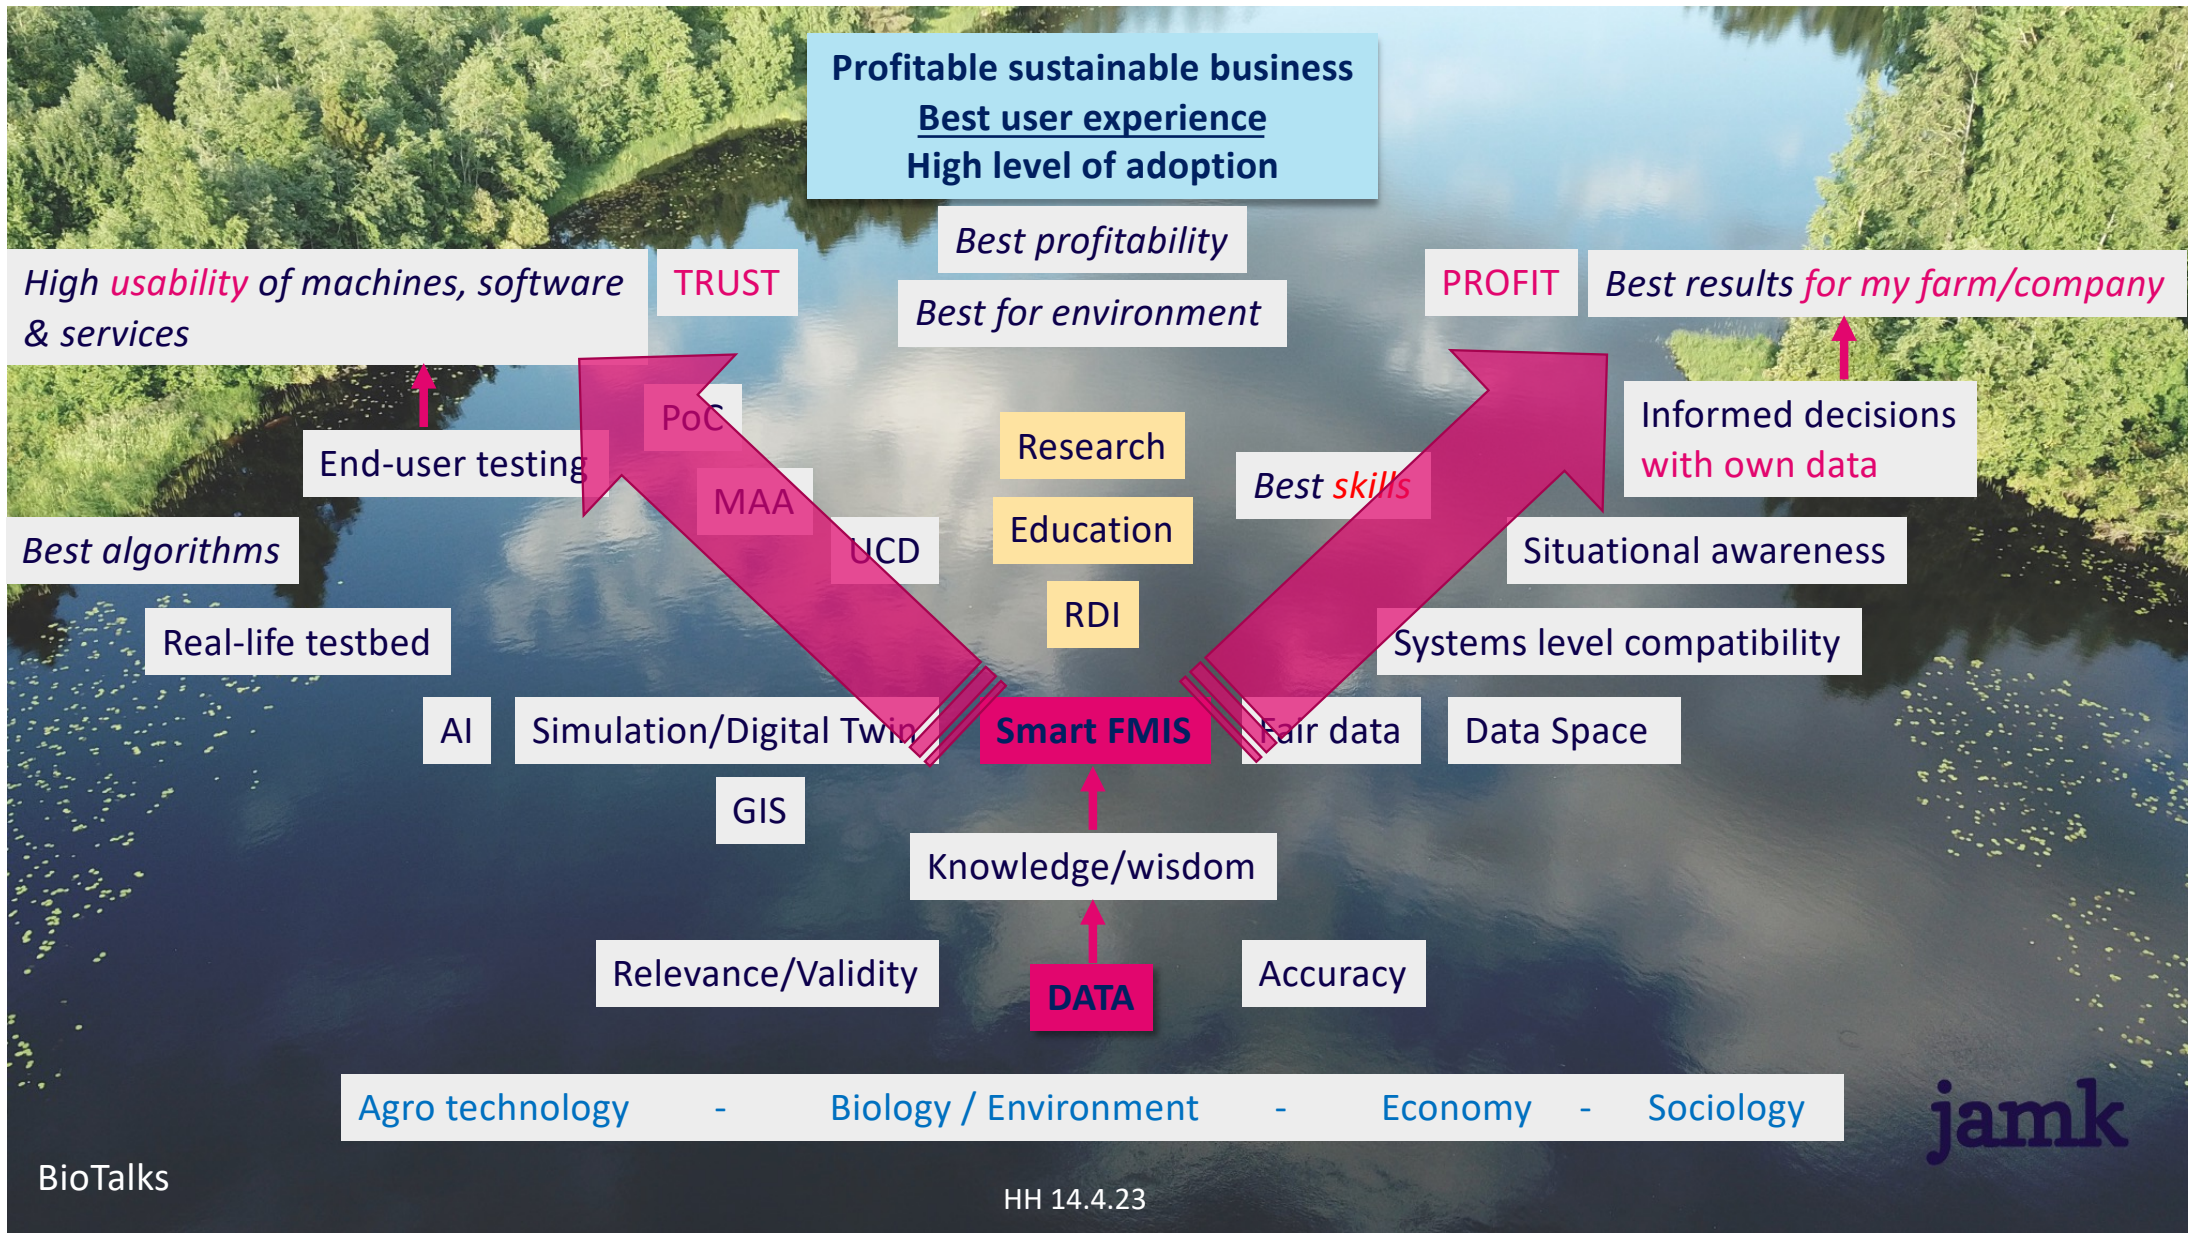 Profitable sustainable business
Best user experience
High level of adoption
Best profitability
Best for environment
High usability of machines, software
& services
TRUST
PROFIT
Best results for my farm/company
PoC
End-user testing
MAA
UCD
Best algorithms
Real-life testbed
Research
Education
RDI
Best skills
Informed decisions
with own data
Situational awareness
Systems level compatibility
AI
Simulation/Digital Twin
Smart FMIS
Fair data
Data Space
GIS
Knowledge/wisdom
Relevance/Validity
DATA
Accuracy
Agro technology - Biology / Environment - Economy - Sociology
jamk
BioTalks
HH 14.4.23